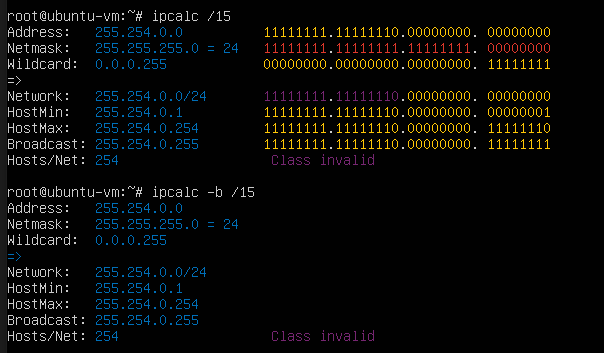 root@ubuntu-vm:~# ipcalc /15
Address:   255.254.0.0          11111111.11111110.00000000. 00000000
Netmask:   255.255.255.0 = 24   11111111.11111111.11111111. 00000000
Wildcard:  0.0.0.255            00000000.00000000.00000000. 11111111
=>
Network:   255.254.0.0/24       11111111.11111110.00000000. 00000000
HostMin:   255.254.0.1          11111111.11111110.00000000. 00000001
HostMax:   255.254.0.254        11111111.11111110.00000000. 11111110
Broadcast: 255.254.0.255        11111111.11111110.00000000. 11111111
Hosts/Net: 254                   Class invalid
root@ubuntu-vm:~# ipcalc -b /15
Address:   255.254.0.0
Netmask:   255.255.255.0 = 24
Wildcard:  0.0.0.255
=>
Network:   255.254.0.0/24
HostMin:   255.254.0.1
HostMax:   255.254.0.254
Broadcast: 255.254.0.255
Hosts/Net: 254                   Class invalid